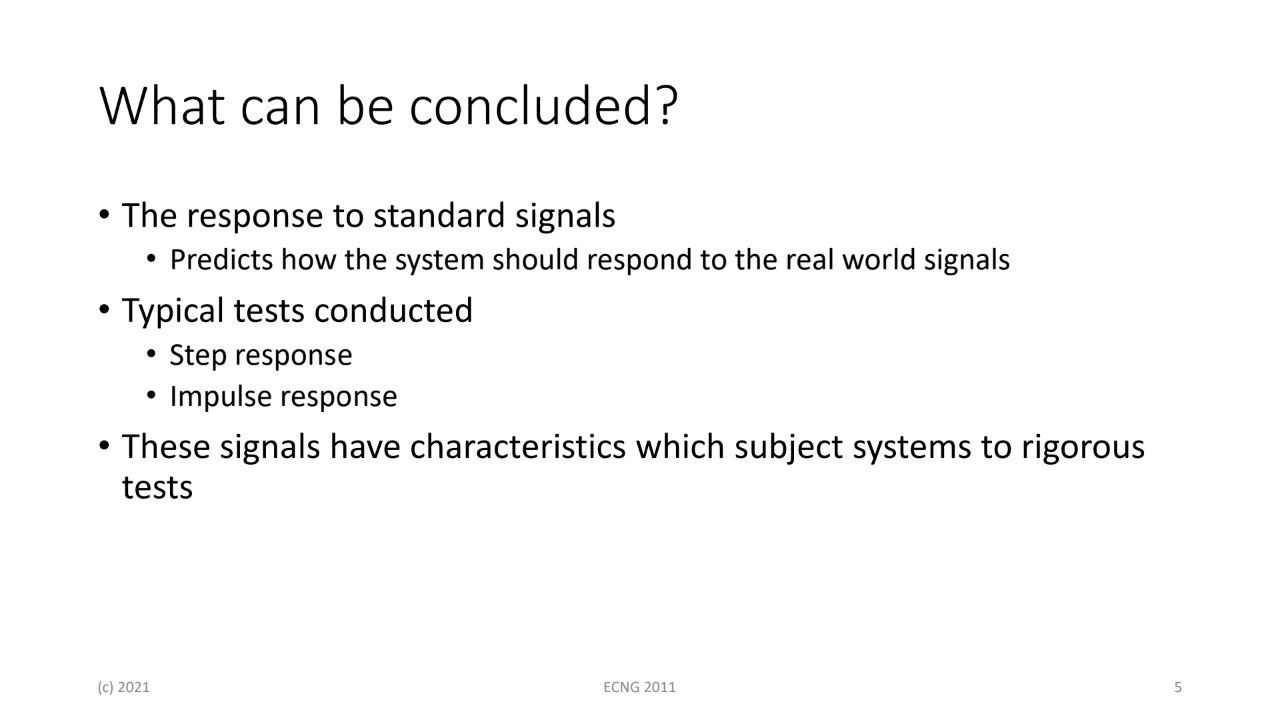 What can be concluded?
• The response to standard signals
• Predicts how the system should respond to the real world signals
• Typical tests conducted
• Step response
• Impulse response
• These signals have characteristics which subject systems to rigorous
tests
(c) 2021
ECNG 2011
5